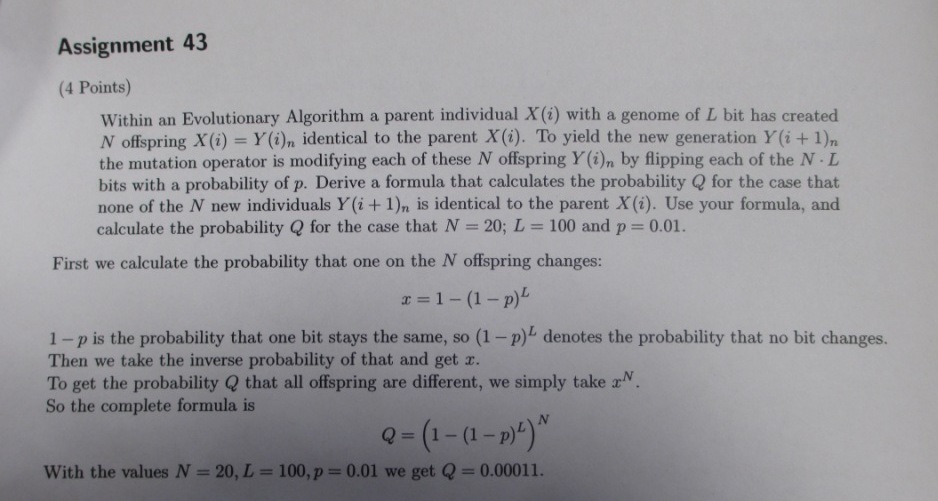 Assignment 43
(4 Points)
Within an Evolutionary Algorithm a parent individual X(i) with a genome of L bit has created
N offspring X(i) = Y(i)ₙ identical to the parent X(i). To yield the new generation Y(i + 1)ₙ
the mutation operator is modifying each of these N offspring Y(i)ₙ by flipping each of the N · L
bits with a probability of p. Derive a formula that calculates the probability Q for the case that
none of the N new individuals Y(i + 1)ₙ is identical to the parent X(i). Use your formula, and
calculate the probability Q for the case that N = 20; L = 100 and p = 0.01.
First we calculate the probability that one on the N offspring changes:
x = 1 − (1 − p)^L
1 − p is the probability that one bit stays the same, so (1 − p)^L denotes the probability that no bit changes.
Then we take the inverse probability of that and get x.
To get the probability Q that all offspring are different, we simply take x^N.
So the complete formula is
Q = (1 − (1 − p)^L)^N
With the values N = 20, L = 100, p = 0.01 we get Q = 0.00011.